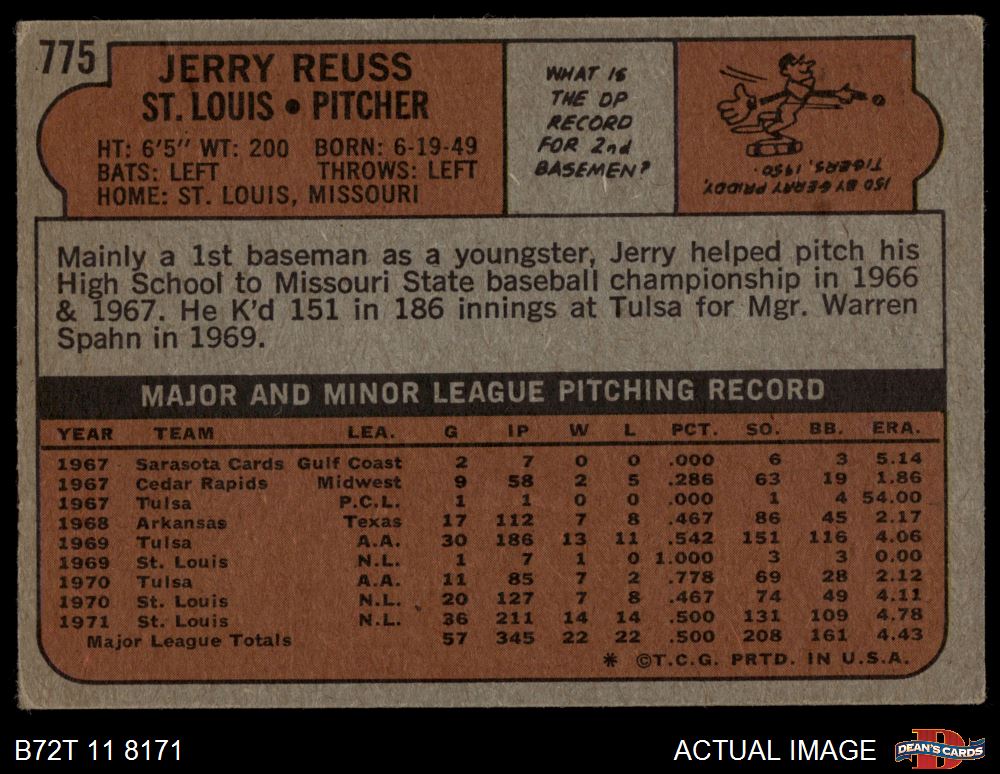 775
JERRY REUSS
ST. LOUIS • PITCHER
HT: 6'5" WT: 200 BORN: 6-19-49
BATS: LEFT THROWS: LEFT
HOME: ST. LOUIS, MISSOURI
WHAT IS
THE DP
RECORD
FOR 2nd
BASEMEN?
150 BY GERRY PRIDDY,
TIGERS, 1950.
Mainly a 1st baseman as a youngster, Jerry helped pitch his
High School to Missouri State baseball championship in 1966
& 1967. He K'd 151 in 186 innings at Tulsa for Mgr. Warren
Spahn in 1969.
MAJOR AND MINOR LEAGUE PITCHING RECORD
YEAR TEAM LEA. G IP W L PCT. SO. BB. ERA.
1967 Sarasota Cards Gulf Coast 2 7 0 0 .000 6 3 5.14
1967 Cedar Rapids Midwest 9 58 2 5 .286 63 19 1.86
1967 Tulsa P.C.L. 1 1 0 0 .000 1 4 54.00
1968 Arkansas Texas 17 112 7 8 .467 86 45 2.17
1969 Tulsa A.A. 30 186 13 11 .542 151 116 4.06
1969 St. Louis N.L. 1 7 1 0 1.000 3 3 0.00
1970 Tulsa A.A. 11 85 7 2 .778 69 28 2.12
1970 St. Louis N.L. 20 127 7 8 .467 74 49 4.11
1971 St. Louis N.L. 36 211 14 14 .500 131 109 4.78
Major League Totals 57 345 22 22 .500 208 161 4.43
* ©T.C.G. PRTD. IN U.S.A.
B72T 11 8171
ACTUAL IMAGE
DEAN'S CARDS